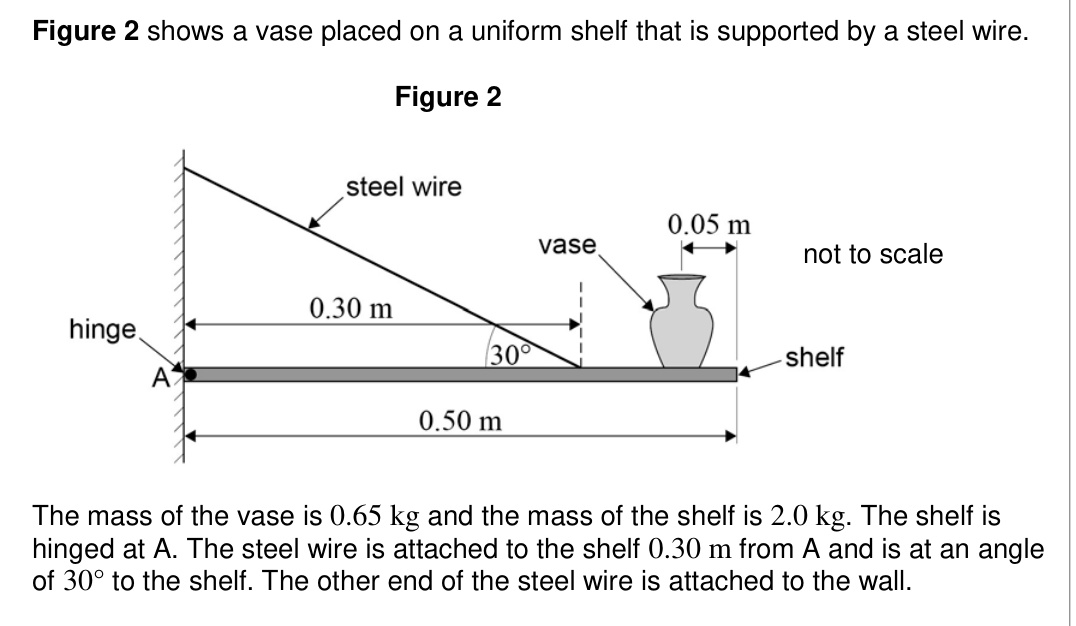 Figure 2 shows a vase placed on a uniform shelf that is supported by a steel wire.
Figure 2
steel wire
0.05 m
vase
not to scale
0.30 m
hinge
30°
shelf
A
0.50 m
The mass of the vase is 0.65 kg and the mass of the shelf is 2.0 kg. The shelf is
hinged at A. The steel wire is attached to the shelf 0.30 m from A and is at an angle
of 30° to the shelf. The other end of the steel wire is attached to the wall.